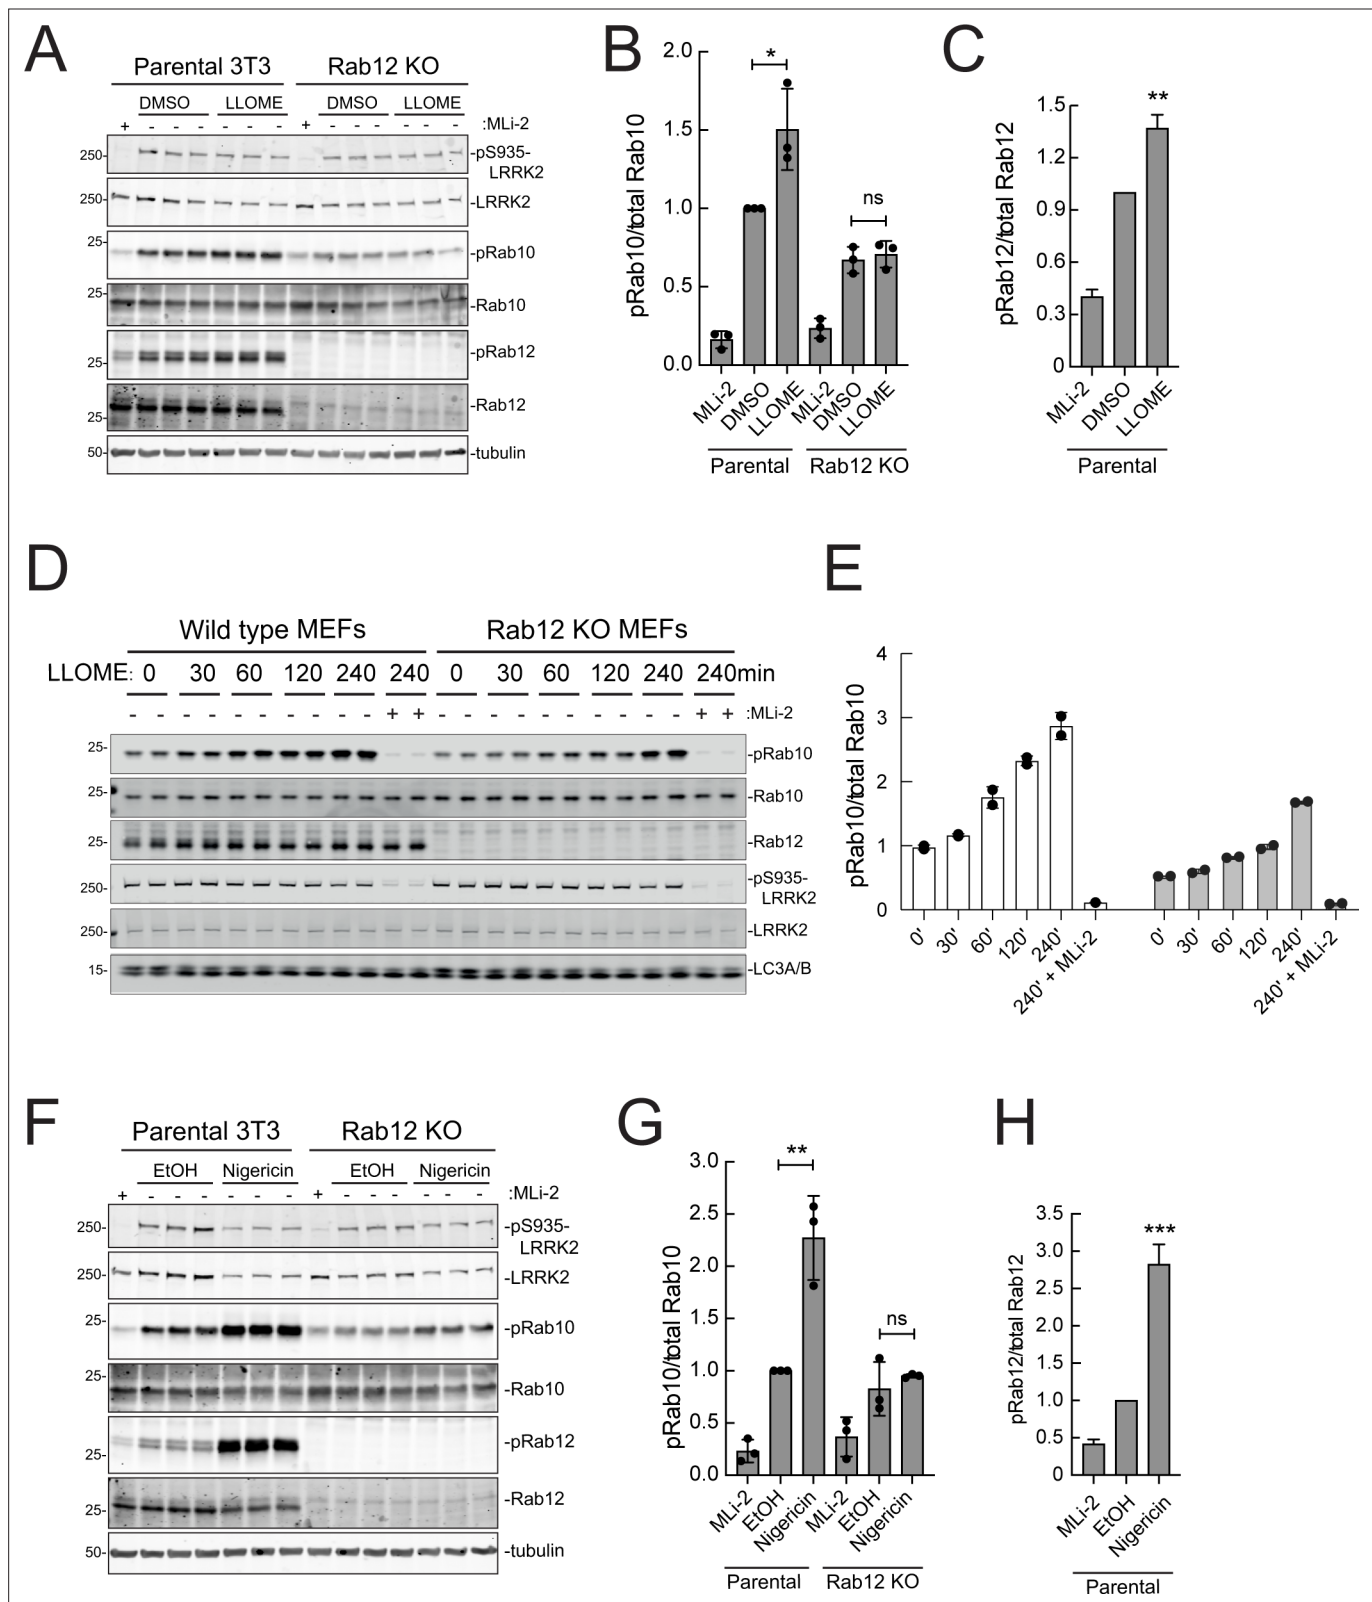 A
Parental 3T3 Rab12 KO
DMSO LLOME DMSO LLOME
+ - - - - - - + - - - - - - :MLi-2
250- -pS935-
LRRK2
250- -LRRK2
25- -pRab10
25- -Rab10
25- -pRab12
25- -Rab12
50- -tubulin
B
pRab10/total Rab10
2.0
1.5
1.0
0.5
0.0
*
ns
MLi-2 DMSO LLOME MLi-2 DMSO LLOME
Parental Rab12 KO
C
pRab12/total Rab12
1.5
1.2
0.9
0.6
0.3
0
**
MLi-2 DMSO LLOME
Parental
D
Wild type MEFs Rab12 KO MEFs
LLOME: 0 30 60 120 240 240 0 30 60 120 240 240min
- - - - - - - - - - + + - - - - - - - - - - + + :MLi-2
25- -pRab10
25- -Rab10
25- -Rab12
250- -pS935-
LRRK2
250- -LRRK2
15- -LC3A/B
E
pRab10/total Rab10
4
3
2
1
0
0' 30' 60' 120' 240' 240' + MLi-2 0' 30' 60' 120' 240' 240' + MLi-2
F
Parental 3T3 Rab12 KO
EtOH Nigericin EtOH Nigericin
+ - - - - - - + - - - - - - :MLi-2
250- -pS935-
LRRK2
250- -LRRK2
25- -pRab10
25- -Rab10
25- -pRab12
25- -Rab12
50- -tubulin
G
pRab10/total Rab10
3.0
2.5
2.0
1.5
1.0
0.5
0.0
**
ns
MLi-2 EtOH Nigericin MLi-2 EtOH Nigericin
Parental Rab12 KO
H
pRab12/total Rab12
3.5
3.0
2.5
2.0
1.5
1.0
0.5
0
***
MLi-2 EtOH Nigericin
Parental